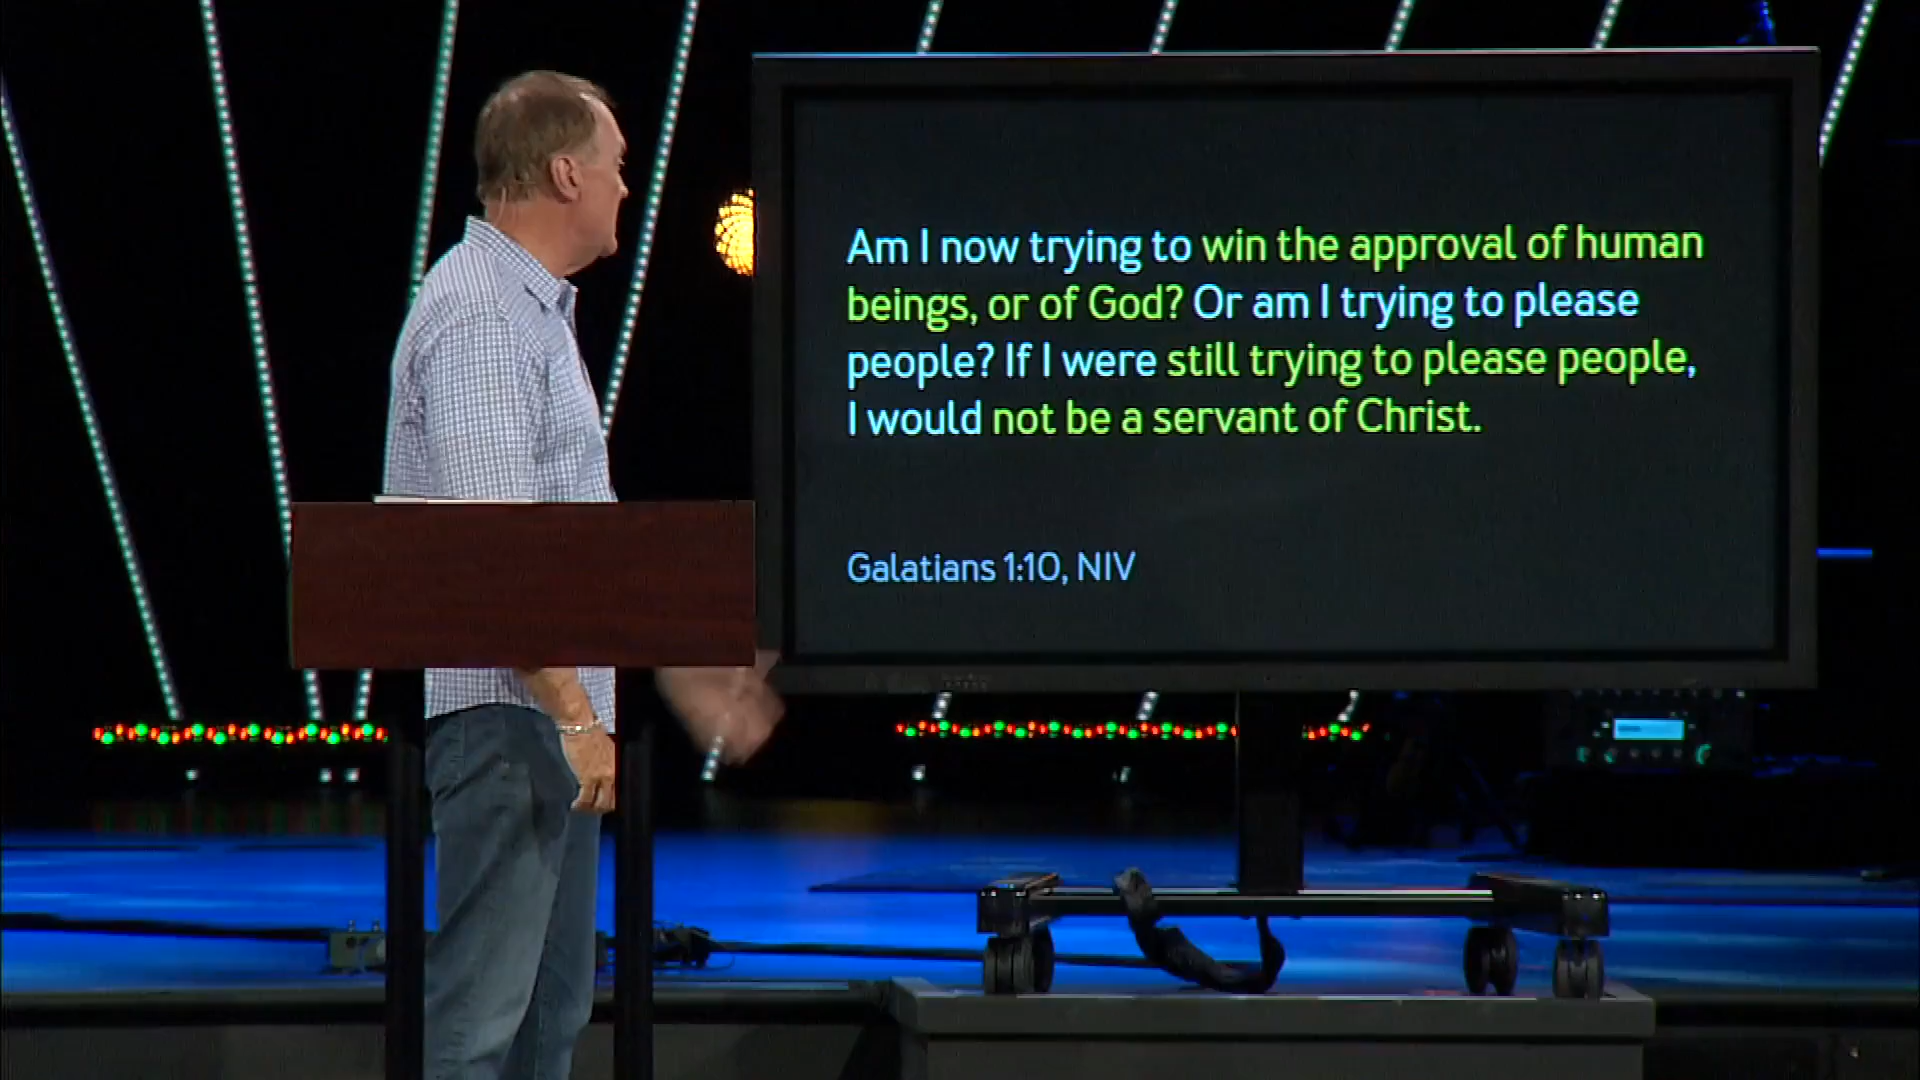 Am I now trying to win the approval of human
beings, or of God? Or am I trying to please
people? If I were still trying to please people,
I would not be a servant of Christ.
Galatians 1:10, NIV